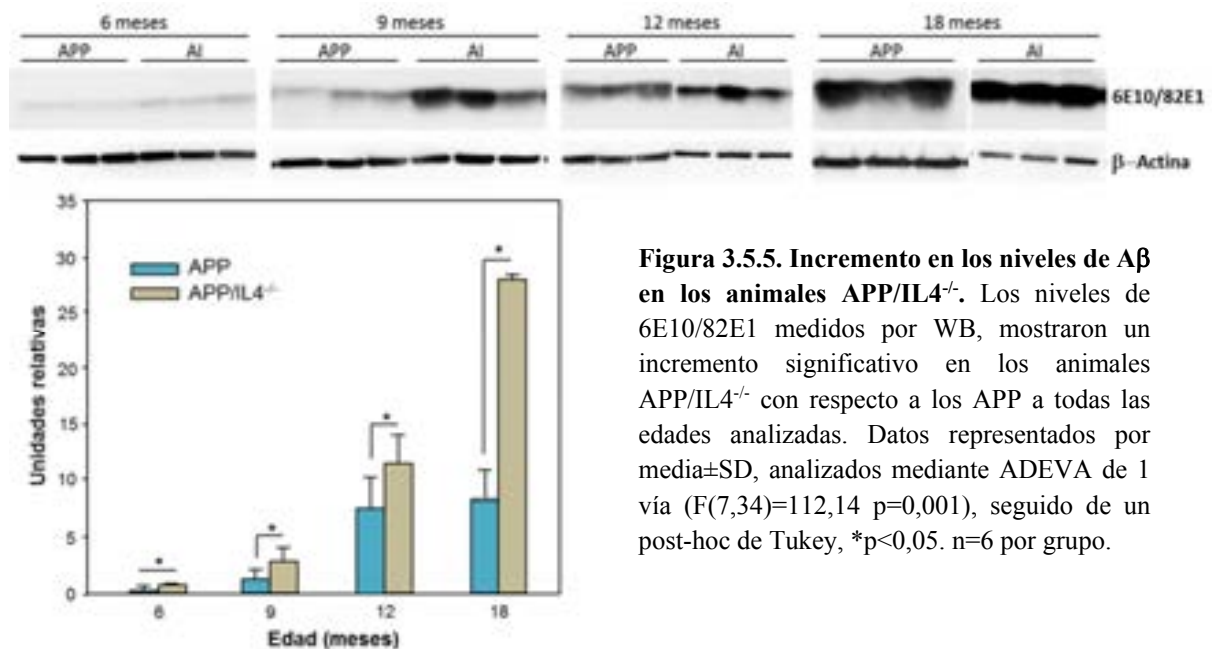 6 meses 9 meses 12 meses 18 meses
APP AI APP AI APP AI APP AI
6E10/82E1
β-Actina
35
30
25
20
15
10
5
0
Unidades relativas
APP
APP/IL4-/-
* * * *
6 9 12 18
Edad (meses)
Figura 3.5.5. Incremento en los niveles de Aβ
en los animales APP/IL4-/-. Los niveles de
6E10/82E1 medidos por WB, mostraron un
incremento significativo en los animales
APP/IL4-/- con respecto a los APP a todas las
edades analizadas. Datos representados por
media±SD, analizados mediante ADEVA de 1
vía (F(7,34)=112,14 p=0,001), seguido de un
post-hoc de Tukey, *p<0,05. n=6 por grupo.